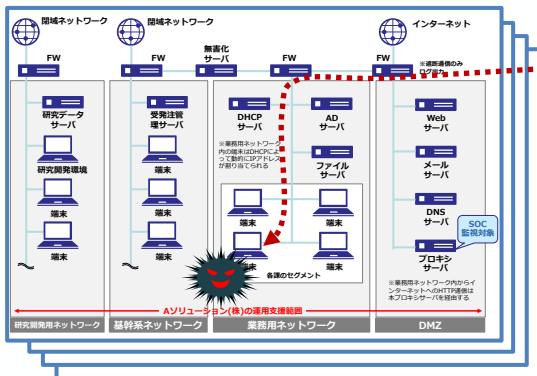 閉域ネットワーク
閉域ネットワーク
インターネット
FW
FW
無害化
サーバ
FW
FW
※遮断通信のみ
ログ出力
研究データ
サーバ
研究開発環境
端末
端末
受発注管
理サーバ
端末
端末
端末
DHCP
サーバ
AD
サーバ
※業務用ネットワーク
内の端末はDHCPによ
って動的にIPアドレス
が割り当てられる
ファイル
サーバ
端末
端末
端末
端末
各課のセグメント
Web
サーバ
メール
サーバ
DNS
サーバ
SOC
監視対象
プロキシ
サーバ
※業務用ネットワーク内からイ
ンターネットへのHTTP通信は
本プロキシサーバを経由する
Aソリューション(株)の運用支援範囲
研究開発用ネットワーク
基幹系ネットワーク
業務用ネットワーク
DMZ